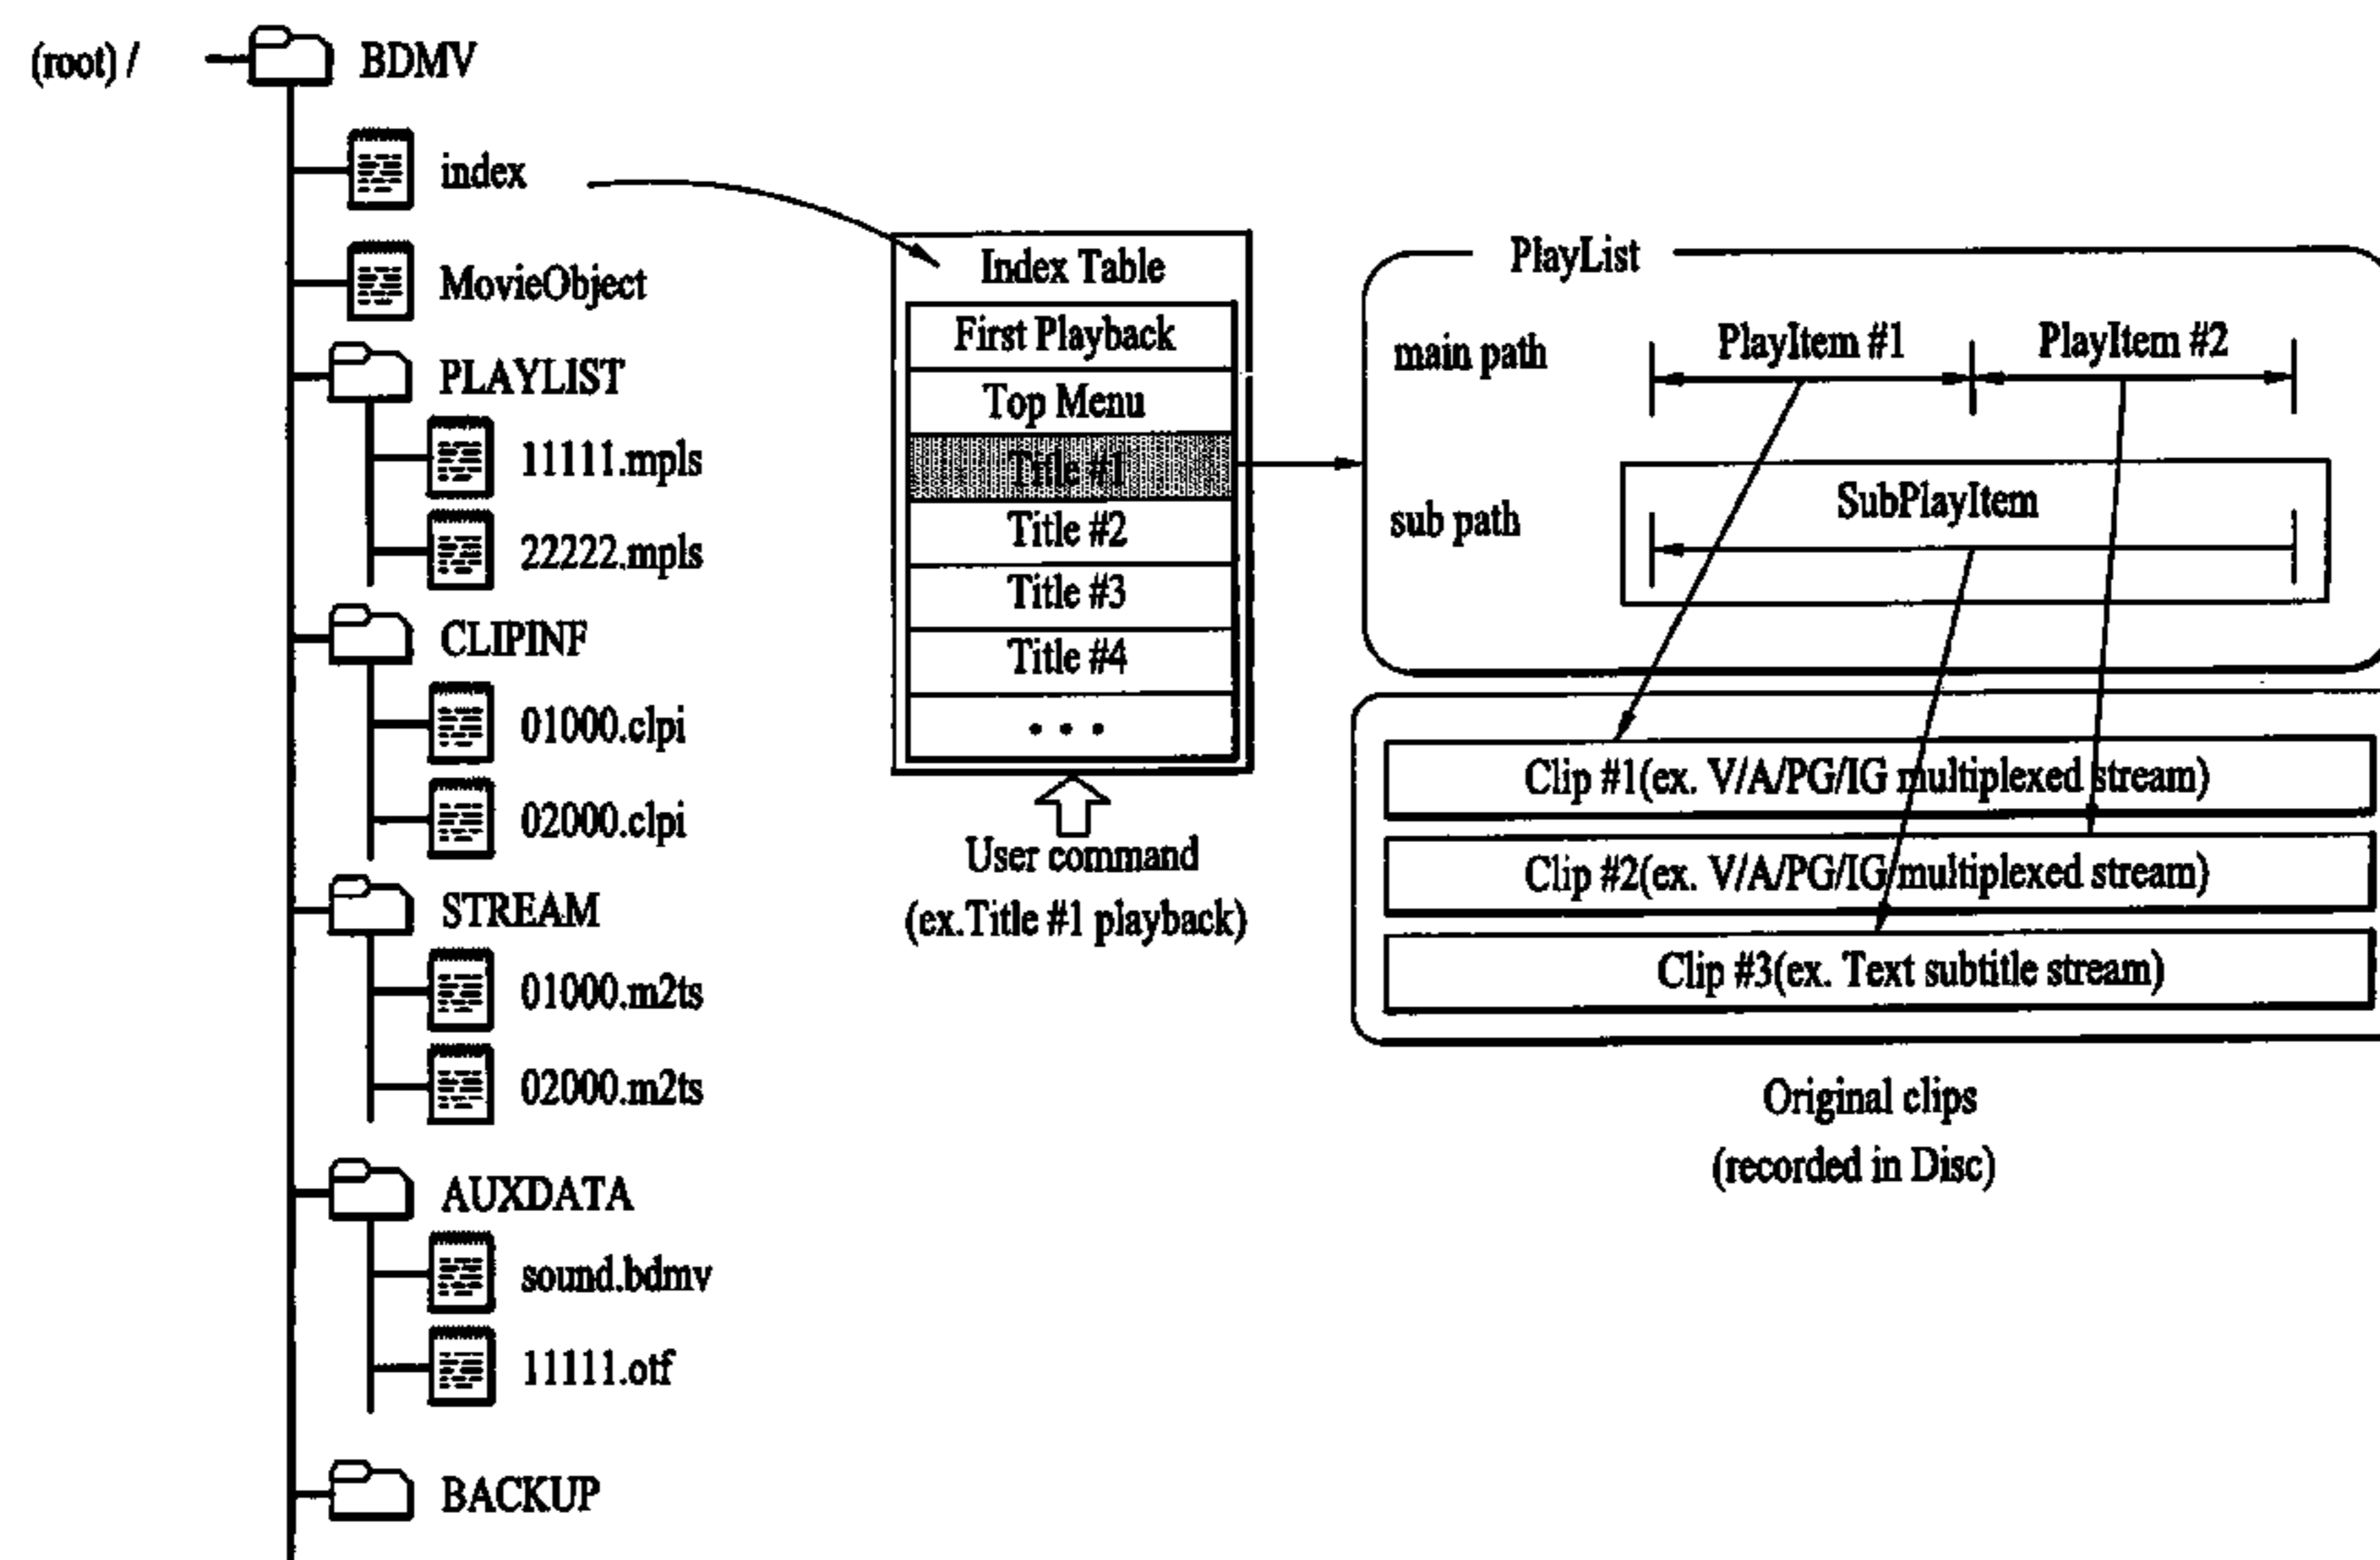 (root) /
BDMV
index
MovieObject
PLAYLIST
11111.mpls
22222.mpls
CLIPINF
01000.clpi
02000.clpi
STREAM
01000.m2ts
02000.m2ts
AUXDATA
sound.bdmv
11111.otf
BACKUP
Index Table
First Playback
Top Menu
Title #1
Title #2
Title #3
Title #4
• • •
User command
(ex.Title #1 playback)
PlayList
main path
PlayItem #1
PlayItem #2
sub path
SubPlayItem
Clip #1(ex. V/A/PG/IG multiplexed stream)
Clip #2(ex. V/A/PG/IG multiplexed stream)
Clip #3(ex. Text subtitle stream)
Original clips
(recorded in Disc)